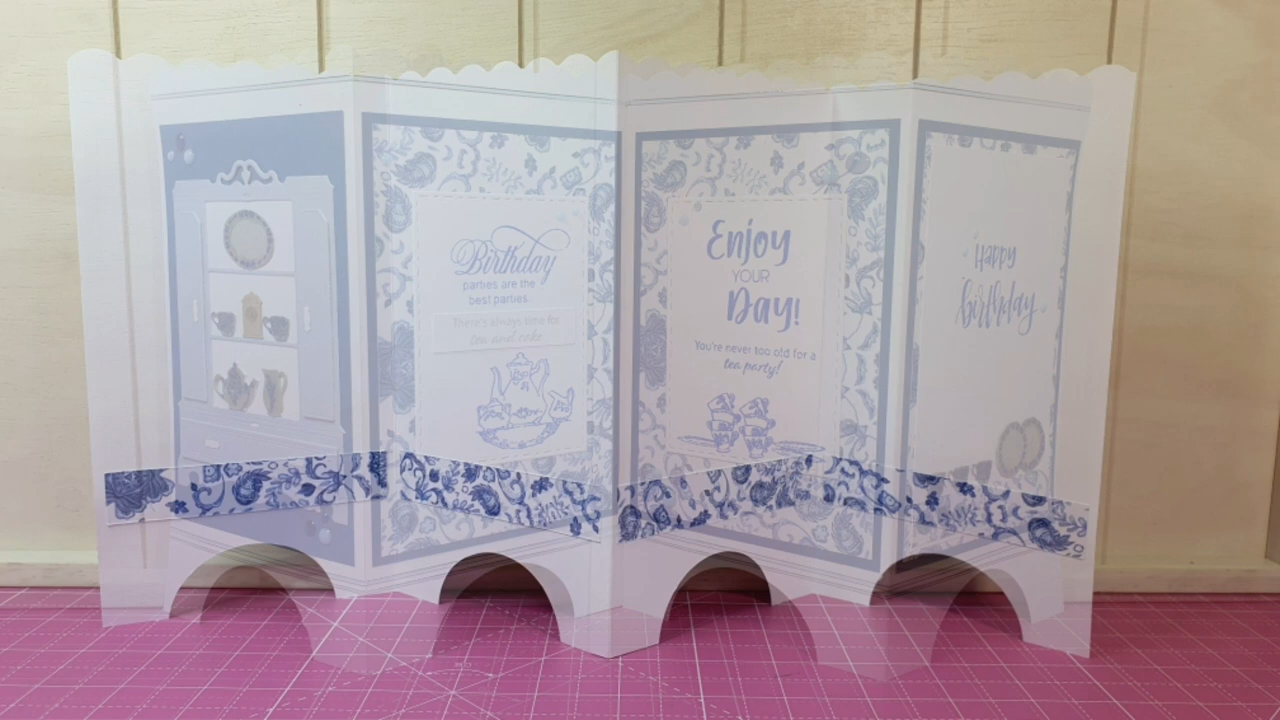 Birthday
parties are the
best parties.
There's always time for
tea and cake
Enjoy
YOUR
Day!
You're never too old for a
tea party!
Happy
birthday